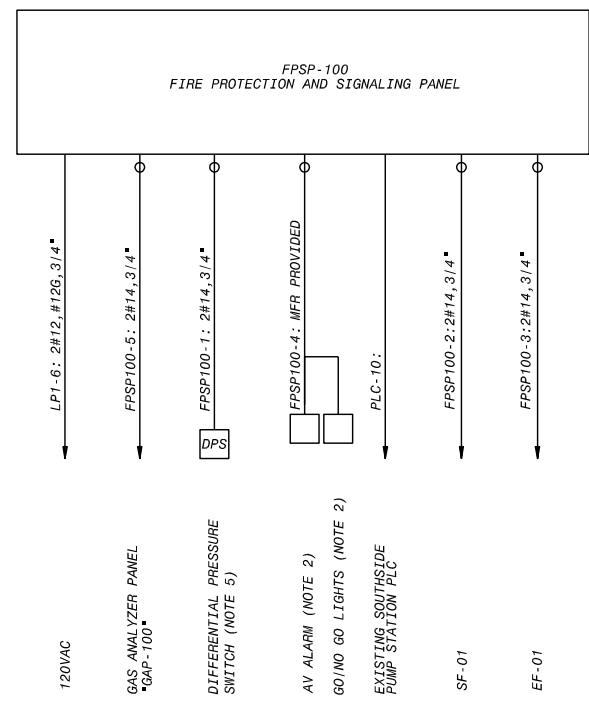 FPSP-100
FIRE PROTECTION AND SIGNALING PANEL
LP1-6: 2#12,#12G,3/4"
FPSP100-5: 2#14,3/4"
FPSP100-1: 2#14,3/4"
FPSP100-4: MFR PROVIDED
PLC-10:
FPSP100-2:2#14,3/4"
FPSP100-3:2#14,3/4"
DPS
120VAC
GAS ANALYZER PANEL
"GAP-100"
DIFFERENTIAL PRESSURE
SWITCH (NOTE 5)
AV ALARM (NOTE 2)
GO/NO GO LIGHTS (NOTE 2)
EXISTING SOUTHSIDE
PUMP STATION PLC
SF-01
EF-01